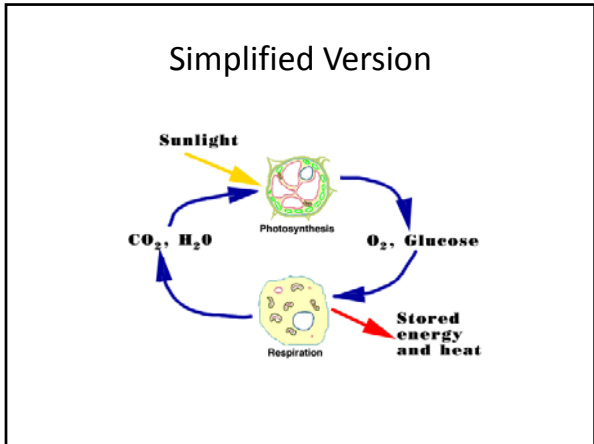 Simplified Version
Sunlight
Photosynthesis
CO₂, H₂O
O₂, Glucose
Stored
energy
and heat
Respiration